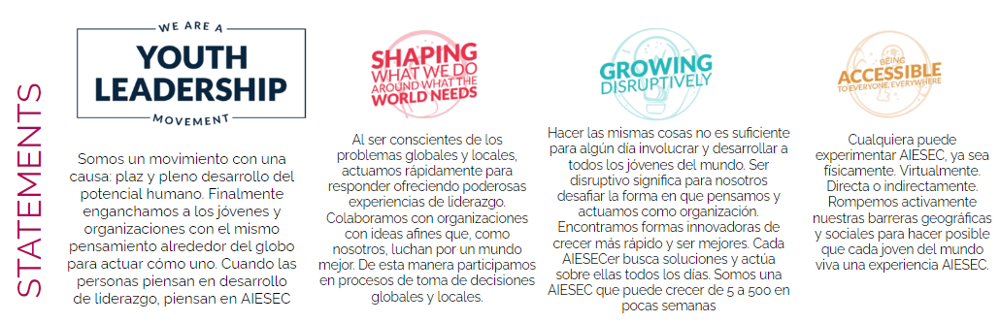 STATEMENTS
WE ARE A
YOUTH
LEADERSHIP
MOVEMENT
Somos un movimiento con una
causa: plaz y pleno desarrollo del
potencial humano. Finalmente
enganchamos a los jóvenes y
organizaciones con el mismo
pensamiento alrededor del globo
para actuar cómo uno. Cuando las
personas piensan en desarrollo
de liderazgo, piensan en AIESEC
SHAPING
WHAT WE DO
AROUND WHAT THE
WORLD NEEDS
Al ser conscientes de los
problemas globales y locales,
actuamos rápidamente para
responder ofreciendo poderosas
experiencias de liderazgo.
Colaboramos con organizaciones
con ideas afines que, como
nosotros, luchan por un mundo
mejor. De esta manera participamos
en procesos de toma de decisiones
globales y locales.
GROWING
DISRUPTIVELY
Hacer las mismas cosas no es suficiente
para algún día involucrar y desarrollar a
todos los jóvenes del mundo. Ser
disruptivo significa para nosotros
desafiar la forma en que pensamos y
actuamos como organización.
Encontramos formas innovadoras de
crecer más rápido y ser mejores. Cada
AIESECer busca soluciones y actúa
sobre ellas todos los días. Somos una
AIESEC que puede crecer de 5 a 500 en
pocas semanas
BEING
ACCESSIBLE
TO EVERYONE, EVERYWHERE
Cualquiera puede
experimentar AIESEC, ya sea
físicamente. Virtualmente.
Directa o indirectamente.
Rompemos activamente
nuestras barreras geográficas
y sociales para hacer posible
que cada joven del mundo
viva una experiencia AIESEC.